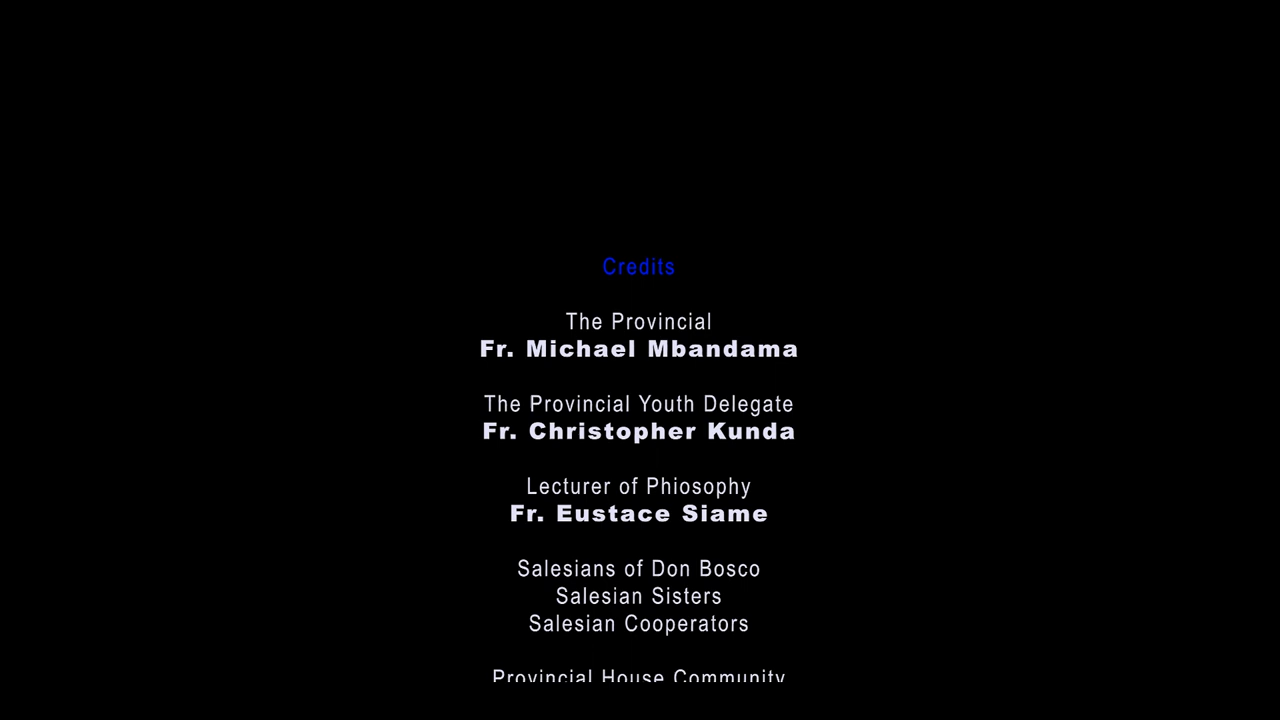 Credits
The Provincial
Fr. Michael Mbandama
The Provincial Youth Delegate
Fr. Christopher Kunda
Lecturer of Phiosophy
Fr. Eustace Siame
Salesians of Don Bosco
Salesian Sisters
Salesian Cooperators
Provincial House Community